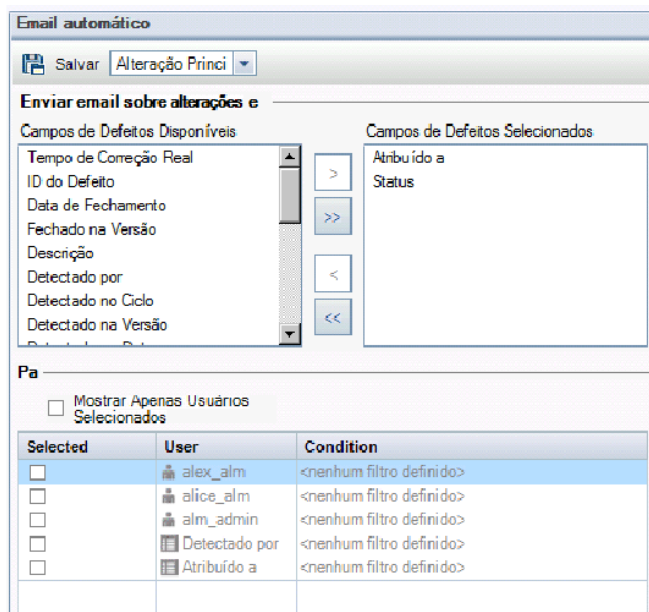 Email automático
Salvar Alteração Princi
Enviar email sobre alterações e
Campos de Defeitos Disponíveis
Campos de Defeitos Selecionados
Tempo de Correção Real
ID do Defeito
Data de Fechamento
Fechado na Versão
Descrição
Detectado por
Detectado no Ciclo
Detectado na Versão
>
>>
<
<<
Atribuído a
Status
Pa
Mostrar Apenas Usuários
Selecionados
Selected User Condition
alex_alm <nenhum filtro definido>
alice_alm <nenhum filtro definido>
alm_admin <nenhum filtro definido>
Detectado por <nenhum filtro definido>
Atribuído a <nenhum filtro definido>